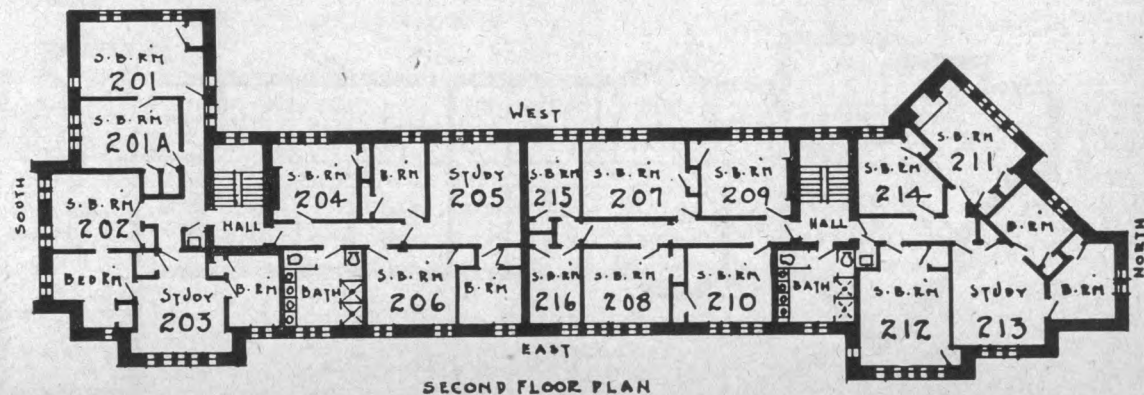 WEST
S.B.RM
201
S.B.RM
201A
S.B.RM
202
BED RM
STUDY
203
B.RM
HALL
S.B.RM
204
B.RM
STUDY
205
BATH
S.B.RM
206
B.RM
S.B.RM
215
S.B.RM
216
S.B.RM
207
S.B.RM
208
S.B.RM
209
S.B.RM
210
HALL
BATH
S.B.RM
214
S.B.RM
211
B.RM
S.B.RM
212
STUDY
213
B.RM
SOUTH
NORTH
EAST
SECOND FLOOR PLAN